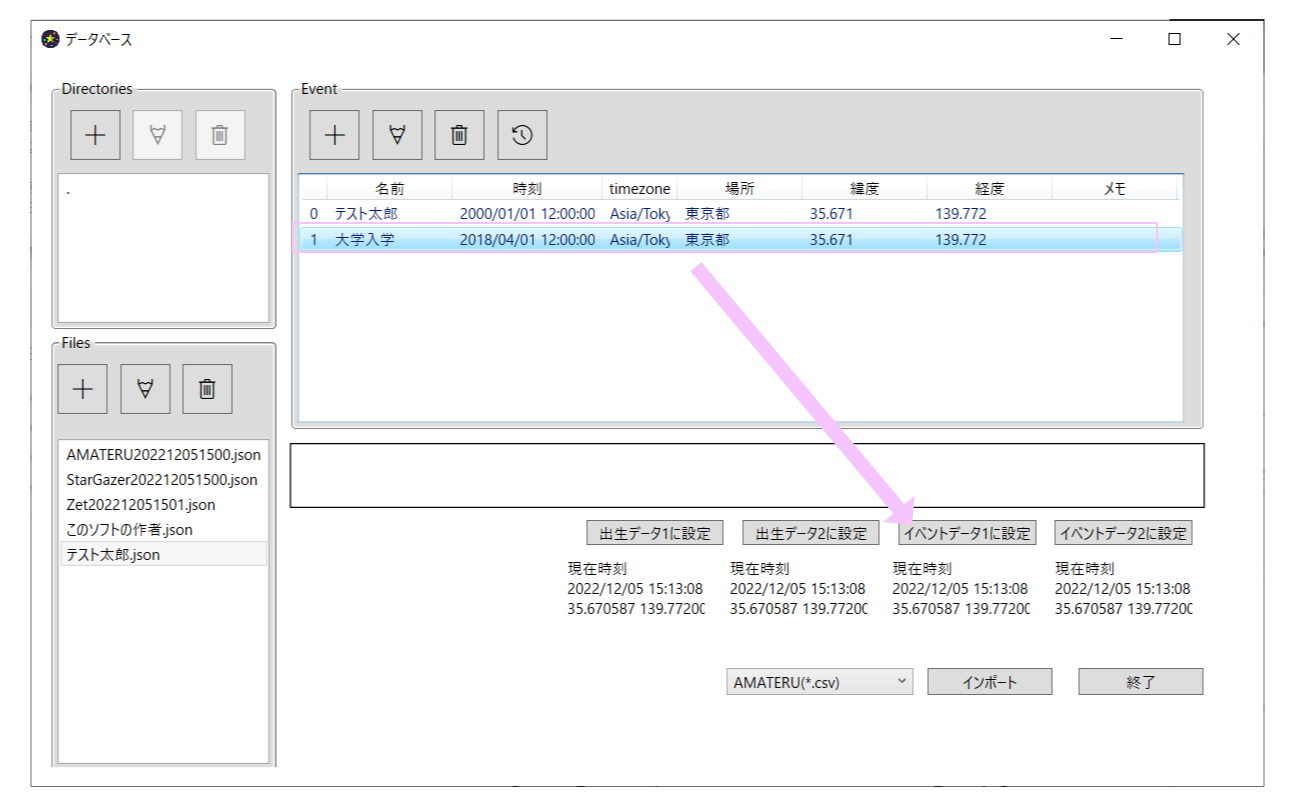 データベース
Directories
.
Files
AMATERU202212051500.json
StarGazer202212051500.json
Zet202212051501.json
このソフトの作者.json
テスト太郎.json
Event
名前 時刻 timezone 場所 緯度 経度 メモ
0 テスト太郎 2000/01/01 12:00:00 Asia/Toky 東京都 35.671 139.772
1 大学入学 2018/04/01 12:00:00 Asia/Toky 東京都 35.671 139.772
出生データ1に設定 出生データ2に設定 イベントデータ1に設定 イベントデータ2に設定
現在時刻 現在時刻 現在時刻 現在時刻
2022/12/05 15:13:08 2022/12/05 15:13:08 2022/12/05 15:13:08 2022/12/05 15:13:08
35.670587 139.7720 35.670587 139.7720 35.670587 139.7720 35.670587 139.7720
AMATERU(*.csv) インポート 終了